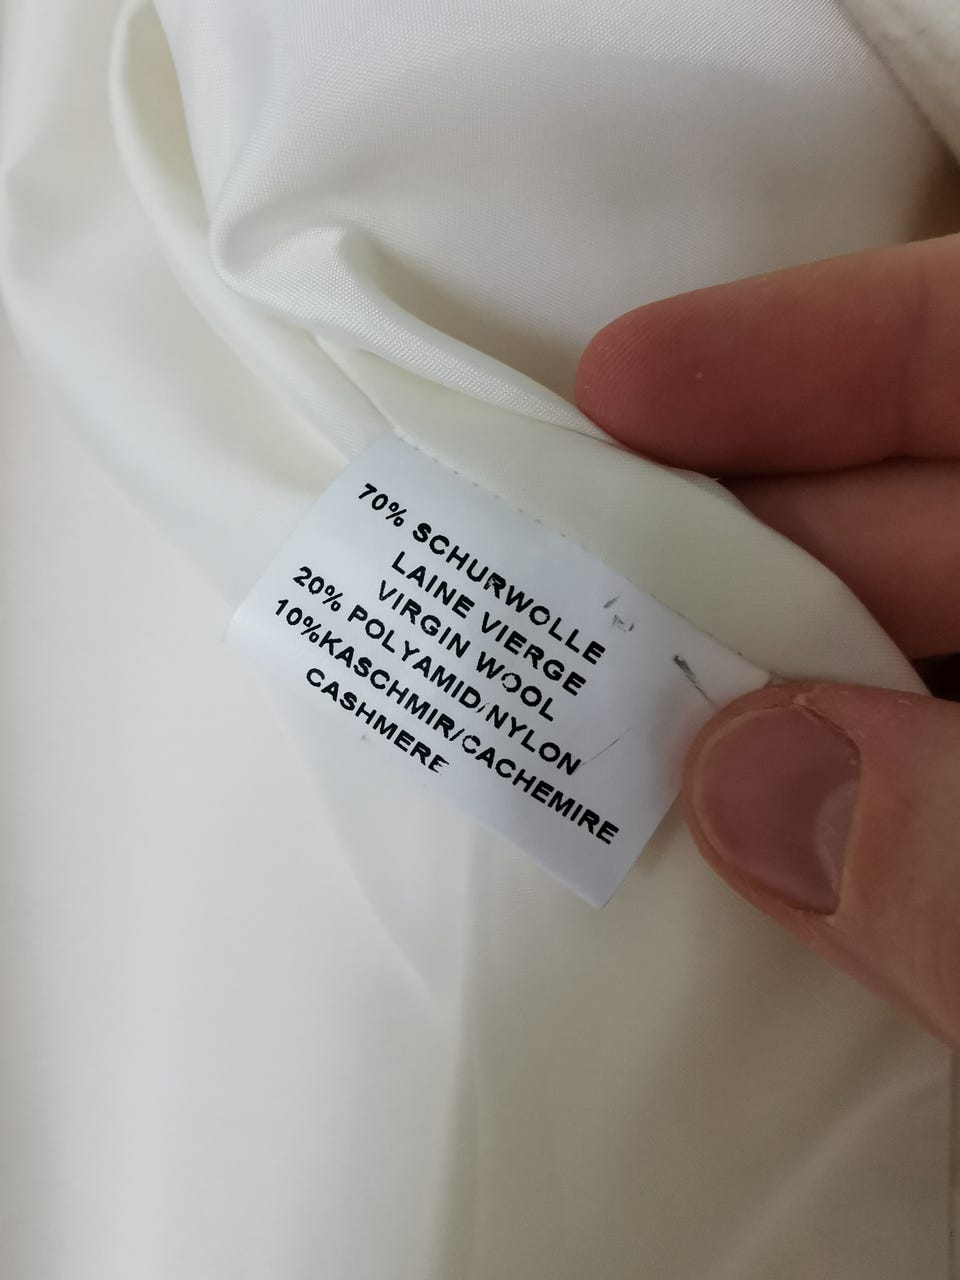 70% SCHURWOLLE
LAINE VIERGE
VIRGIN WOOL
20% POLYAMID/NYLON
10%KASCHMIR/CACHEMIRE
CASHMERE